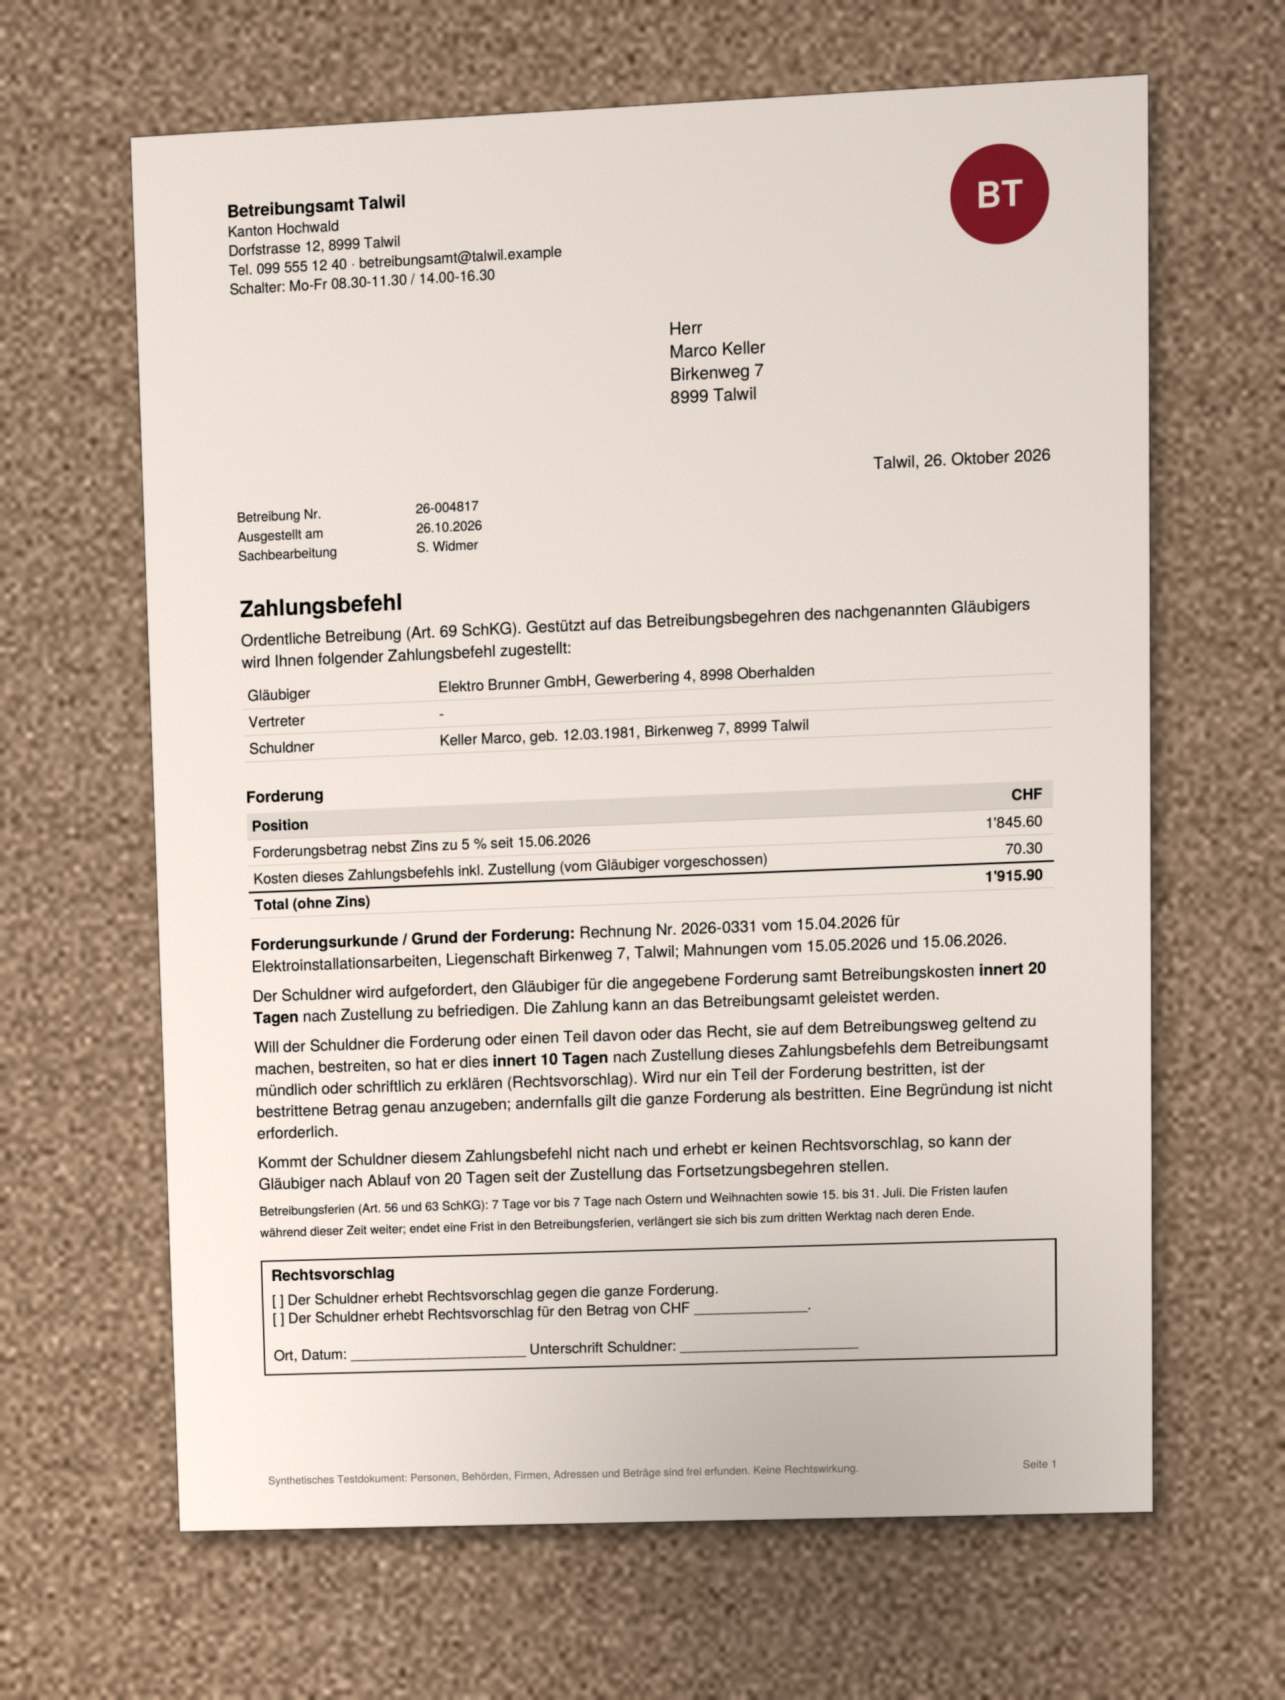 BT
Betreibungsamt Talwil
Kanton Hochwald
Dorfstrasse 12, 8999 Talwil
Tel. 099 555 12 40 · betreibungsamt@talwil.example
Schalter: Mo-Fr 08.30-11.30 / 14.00-16.30
Herr
Marco Keller
Birkenweg 7
8999 Talwil
Talwil, 26. Oktober 2026
Betreibung Nr. 26-004817
Ausgestellt am 26.10.2026
Sachbearbeitung S. Widmer
Zahlungsbefehl
Ordentliche Betreibung (Art. 69 SchKG). Gestützt auf das Betreibungsbegehren des nachgenannten Gläubigers
wird Ihnen folgender Zahlungsbefehl zugestellt:
Gläubiger Elektro Brunner GmbH, Gewerbering 4, 8998 Oberhalden
Vertreter -
Schuldner Keller Marco, geb. 12.03.1981, Birkenweg 7, 8999 Talwil
Forderung
Position CHF
Forderungsbetrag nebst Zins zu 5 % seit 15.06.2026 1'845.60
Kosten dieses Zahlungsbefehls inkl. Zustellung (vom Gläubiger vorgeschossen) 70.30
Total (ohne Zins) 1'915.90
Forderungsurkunde / Grund der Forderung: Rechnung Nr. 2026-0331 vom 15.04.2026 für
Elektroinstallationsarbeiten, Liegenschaft Birkenweg 7, Talwil; Mahnungen vom 15.05.2026 und 15.06.2026.
Der Schuldner wird aufgefordert, den Gläubiger für die angegebene Forderung samt Betreibungskosten innert 20
Tagen nach Zustellung zu befriedigen. Die Zahlung kann an das Betreibungsamt geleistet werden.
Will der Schuldner die Forderung oder einen Teil davon oder das Recht, sie auf dem Betreibungsweg geltend zu
machen, bestreiten, so hat er dies innert 10 Tagen nach Zustellung dieses Zahlungsbefehls dem Betreibungsamt
mündlich oder schriftlich zu erklären (Rechtsvorschlag). Wird nur ein Teil der Forderung bestritten, ist der
bestrittene Betrag genau anzugeben; andernfalls gilt die ganze Forderung als bestritten. Eine Begründung ist nicht
erforderlich.
Kommt der Schuldner diesem Zahlungsbefehl nicht nach und erhebt er keinen Rechtsvorschlag, so kann der
Gläubiger nach Ablauf von 20 Tagen seit der Zustellung das Fortsetzungsbegehren stellen.
Betreibungsferien (Art. 56 und 63 SchKG): 7 Tage vor bis 7 Tage nach Ostern und Weihnachten sowie 15. bis 31. Juli. Die Fristen laufen
während dieser Zeit weiter; endet eine Frist in den Betreibungsferien, verlängert sie sich bis zum dritten Werktag nach deren Ende.
Rechtsvorschlag
[ ] Der Schuldner erhebt Rechtsvorschlag gegen die ganze Forderung.
[ ] Der Schuldner erhebt Rechtsvorschlag für den Betrag von CHF ______________.
Ort, Datum: ______________________ Unterschrift Schuldner: ______________________
Synthetisches Testdokument: Personen, Behörden, Firmen, Adressen und Beträge sind frei erfunden. Keine Rechtswirkung.
Seite 1